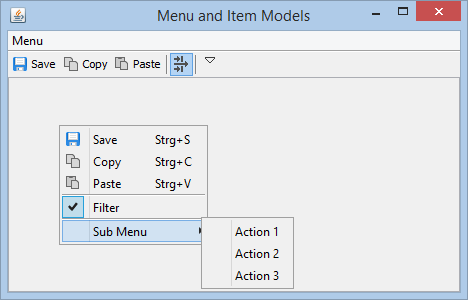 Menu and Item Models
Menu
Save Copy Paste
Save Strg+S
Copy Strg+C
Paste Strg+V
Filter
Sub Menu
Action 1
Action 2
Action 3